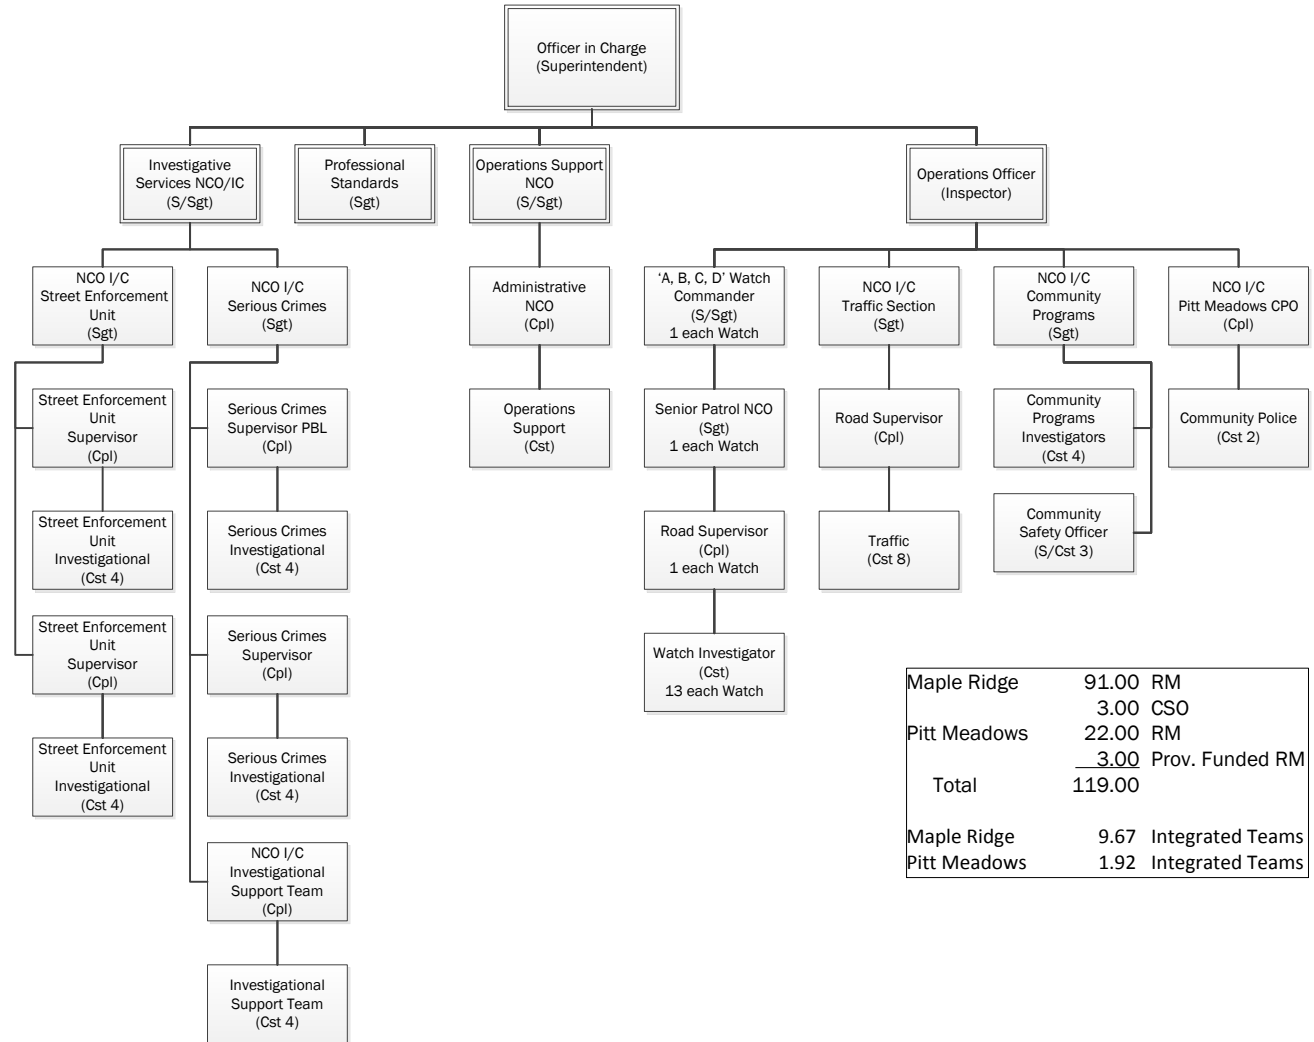 Officer in Charge
(Superintendent)
Investigative
Services NCO/IC
(S/Sgt)
Professional
Standards
(Sgt)
Operations Support
NCO
(S/Sgt)
Operations Officer
(Inspector)
NCO I/C
Street Enforcement
Unit
(Sgt)
NCO I/C
Serious Crimes
(Sgt)
Administrative
NCO
(Cpl)
‘A, B, C, D’ Watch
Commander
(S/Sgt)
1 each Watch
NCO I/C
Traffic Section
(Sgt)
NCO I/C
Community
Programs
(Sgt)
NCO I/C
Pitt Meadows CPO
(Cpl)
Street Enforcement
Unit
Supervisor
(Cpl)
Serious Crimes
Supervisor PBL
(Cpl)
Operations
Support
(Cst)
Senior Patrol NCO
(Sgt)
1 each Watch
Road Supervisor
(Cpl)
Community
Programs
Investigators
(Cst 4)
Community Police
(Cst 2)
Street Enforcement
Unit
Investigational
(Cst 4)
Serious Crimes
Investigational
(Cst 4)
Road Supervisor
(Cpl)
1 each Watch
Traffic
(Cst 8)
Community
Safety Officer
(S/Cst 3)
Street Enforcement
Unit
Supervisor
(Cpl)
Serious Crimes
Supervisor
(Cpl)
Watch Investigator
(Cst)
13 each Watch
Street Enforcement
Unit
Investigational
(Cst 4)
Serious Crimes
Investigational
(Cst 4)
NCO I/C
Investigational
Support Team
(Cpl)
Investigational
Support Team
(Cst 4)
Maple Ridge 91.00 RM
3.00 CSO
Pitt Meadows 22.00 RM
3.00 Prov. Funded RM
Total 119.00
Maple Ridge 9.67 Integrated Teams
Pitt Meadows 1.92 Integrated Teams